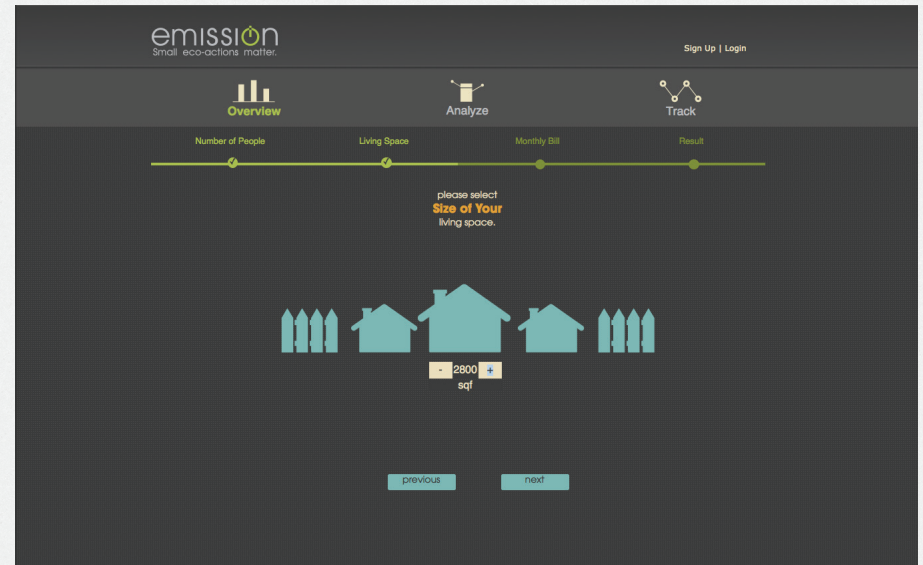 emission
Small eco-actions matter.
Sign Up | Login
Overview
Analyze
Track
Number of People
Living Space
Monthly Bill
Result
please select
Size of Your
living space.
- 2800 +
sqf
previous
next